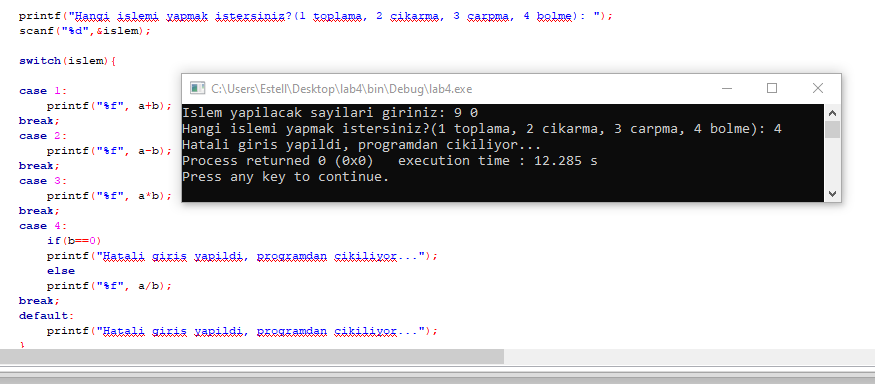 printf("Hangi islemi yapmak istersiniz?(1 toplama, 2 cikarma, 3 carpma, 4 bolme): ");
scanf("%d",&islem);
switch(islem){
case 1:
printf("%f", a+b);
break;
case 2:
printf("%f", a-b);
break;
case 3:
printf("%f", a*b);
break;
case 4:
if(b==0)
printf("Hatali giris yapildi, programdan cikiliyor...");
else
printf("%f", a/b);
break;
default:
printf("Hatali giris yapildi, programdan cikiliyor...");
}
C:\Users\Estell\Desktop\lab4\bin\Debug\lab4.exe
Islem yapilacak sayilari giriniz: 9 0
Hangi islemi yapmak istersiniz?(1 toplama, 2 cikarma, 3 carpma, 4 bolme): 4
Hatali giris yapildi, programdan cikiliyor...
Process returned 0 (0x0)   execution time : 12.285 s
Press any key to continue.